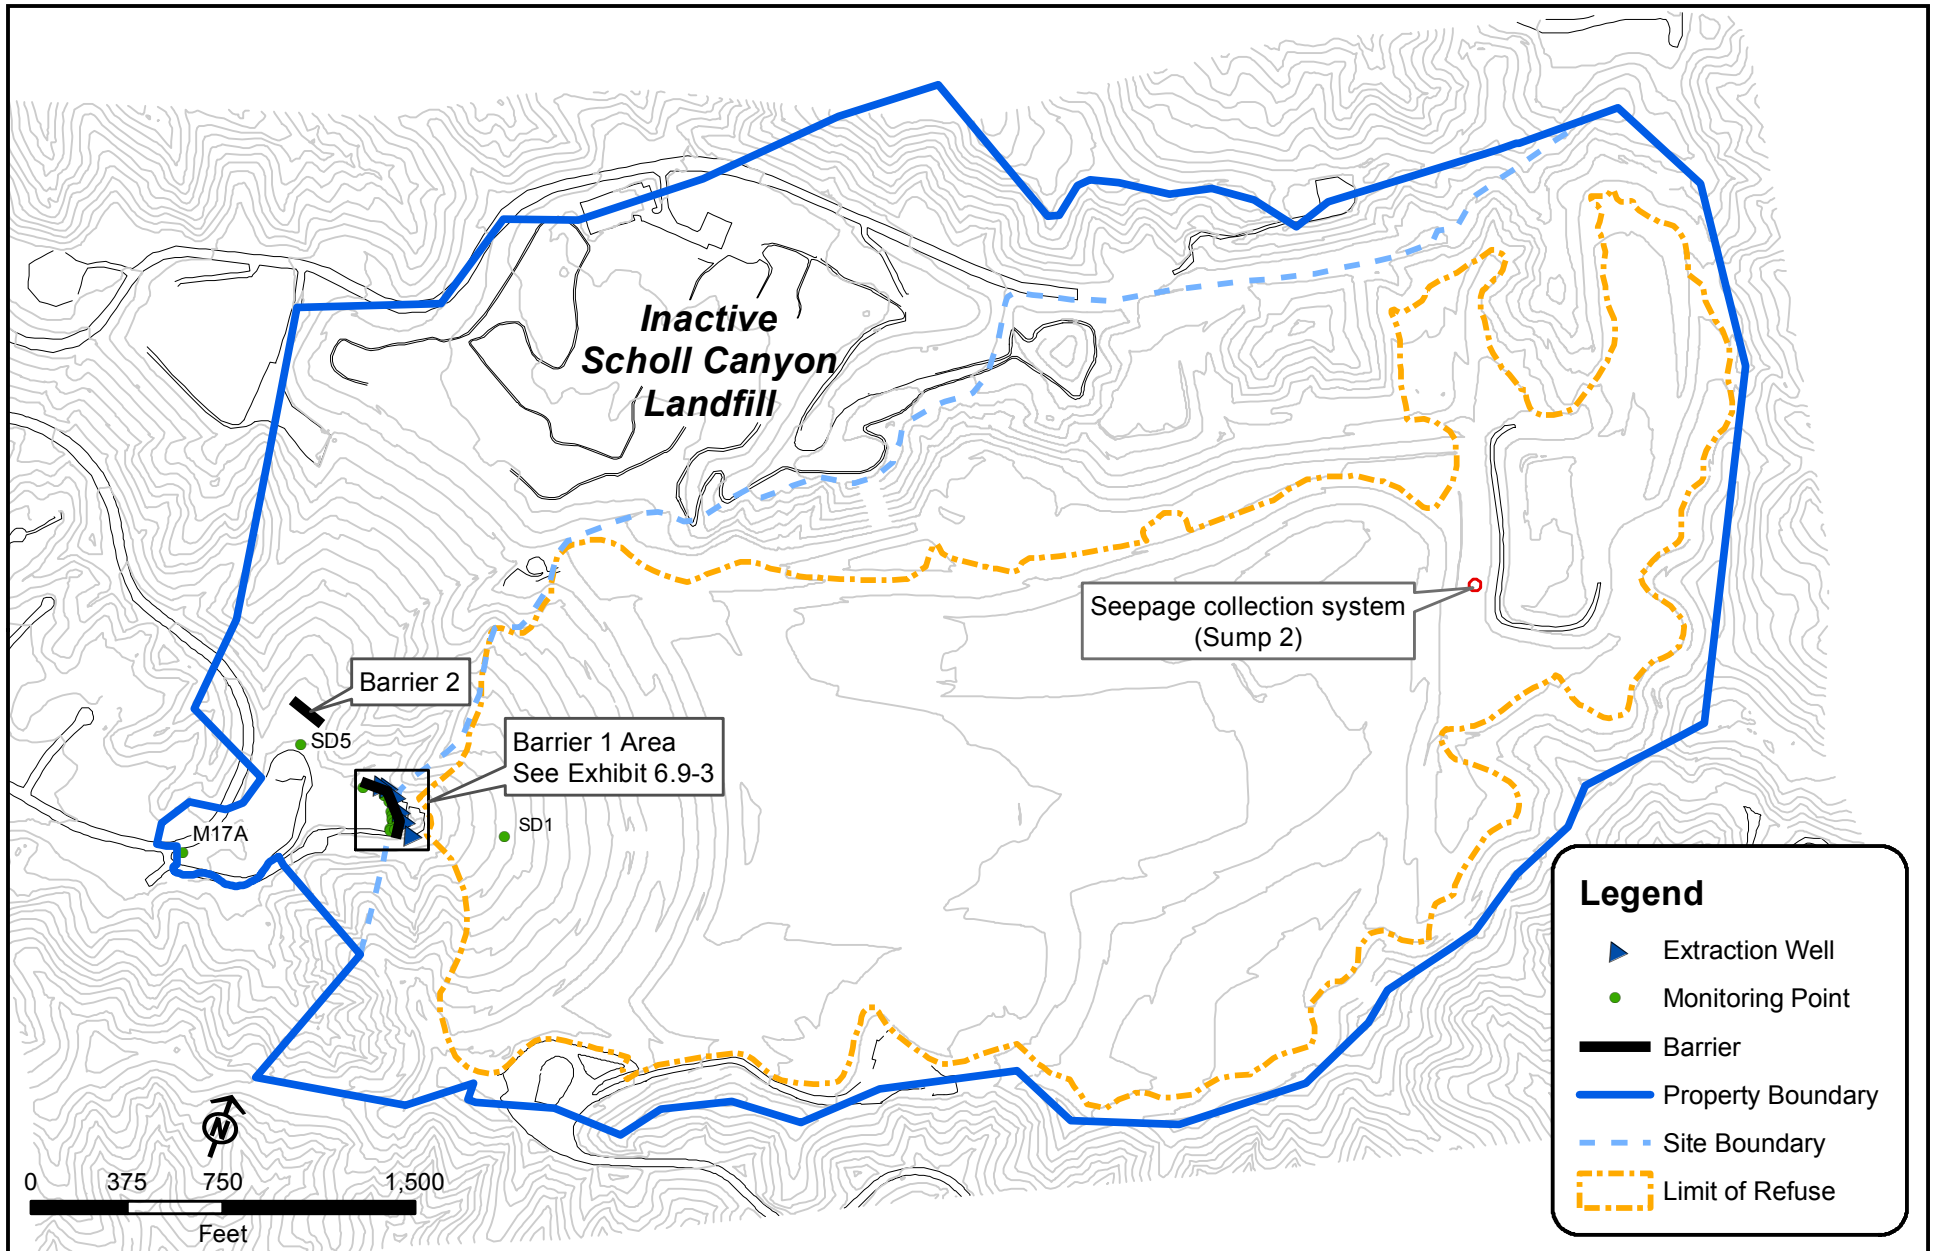 Inactive
Scholl Canyon
Landfill
Seepage collection system
(Sump 2)
Barrier 2
SD5
Barrier 1 Area
See Exhibit 6.9-3
SD1
M17A
N
0 375 750 1,500
Feet
Legend
Extraction Well
Monitoring Point
Barrier
Property Boundary
Site Boundary
Limit of Refuse